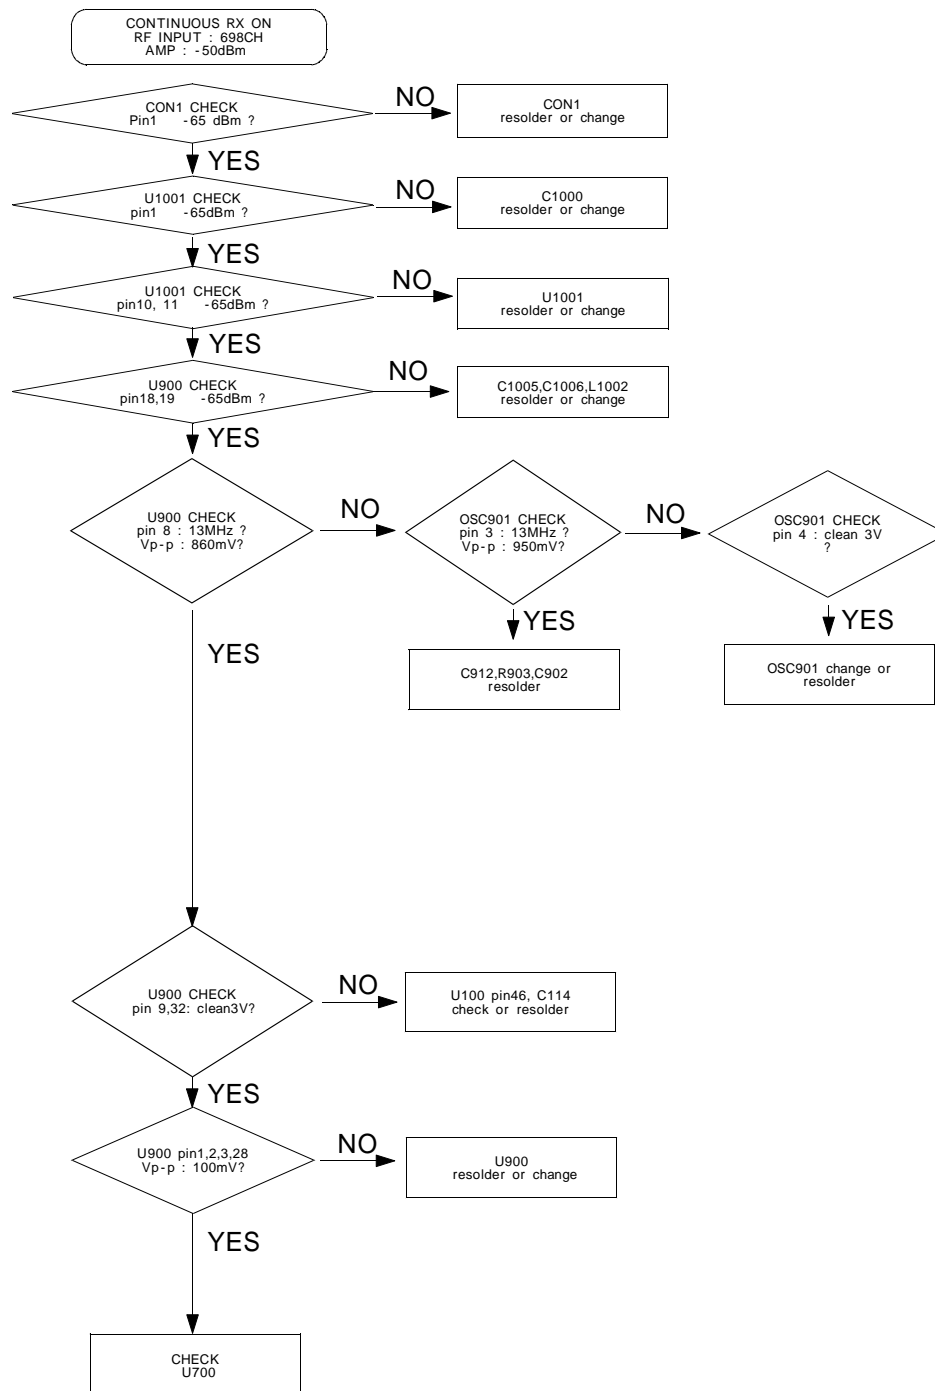 CONTINUOUS RX ON
RF INPUT : 698CH
AMP : -50dBm
CON1 CHECK
Pin1 -65 dBm ?
NO
CON1
resolder or change
YES
U1001 CHECK
pin1 -65dBm ?
NO
C1000
resolder or change
YES
U1001 CHECK
pin10, 11 -65dBm ?
NO
U1001
resolder or change
YES
U900 CHECK
pin18,19 -65dBm ?
NO
C1005,C1006,L1002
resolder or change
YES
U900 CHECK
pin 8 : 13MHz ?
Vp-p : 860mV?
NO
OSC901 CHECK
pin 3 : 13MHz ?
Vp-p : 950mV?
NO
OSC901 CHECK
pin 4 : clean 3V
?
YES
YES
YES
C912,R903,C902
resolder
OSC901 change or
resolder
U900 CHECK
pin 9,32: clean3V?
NO
U100 pin46, C114
check or resolder
YES
U900 pin1,2,3,28
Vp-p : 100mV?
NO
U900
resolder or change
YES
CHECK
U700